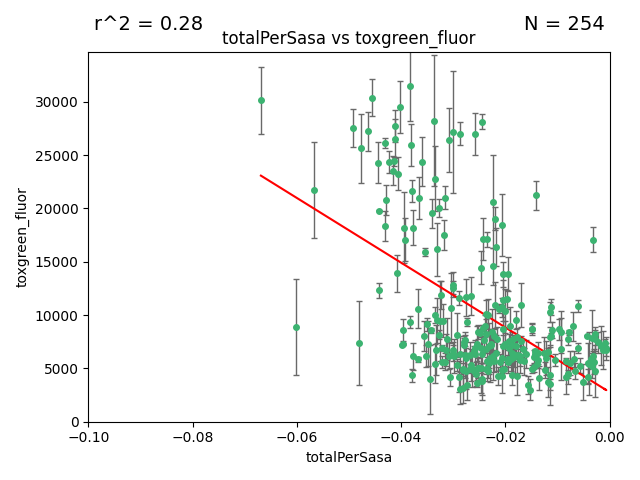 r^2 = 0.28
N = 254
totalPerSasa vs toxgreen_fluor
30000
25000
20000
15000
10000
5000
0
toxgreen_fluor
−0.10 −0.08 −0.06 −0.04 −0.02 0.00
totalPerSasa